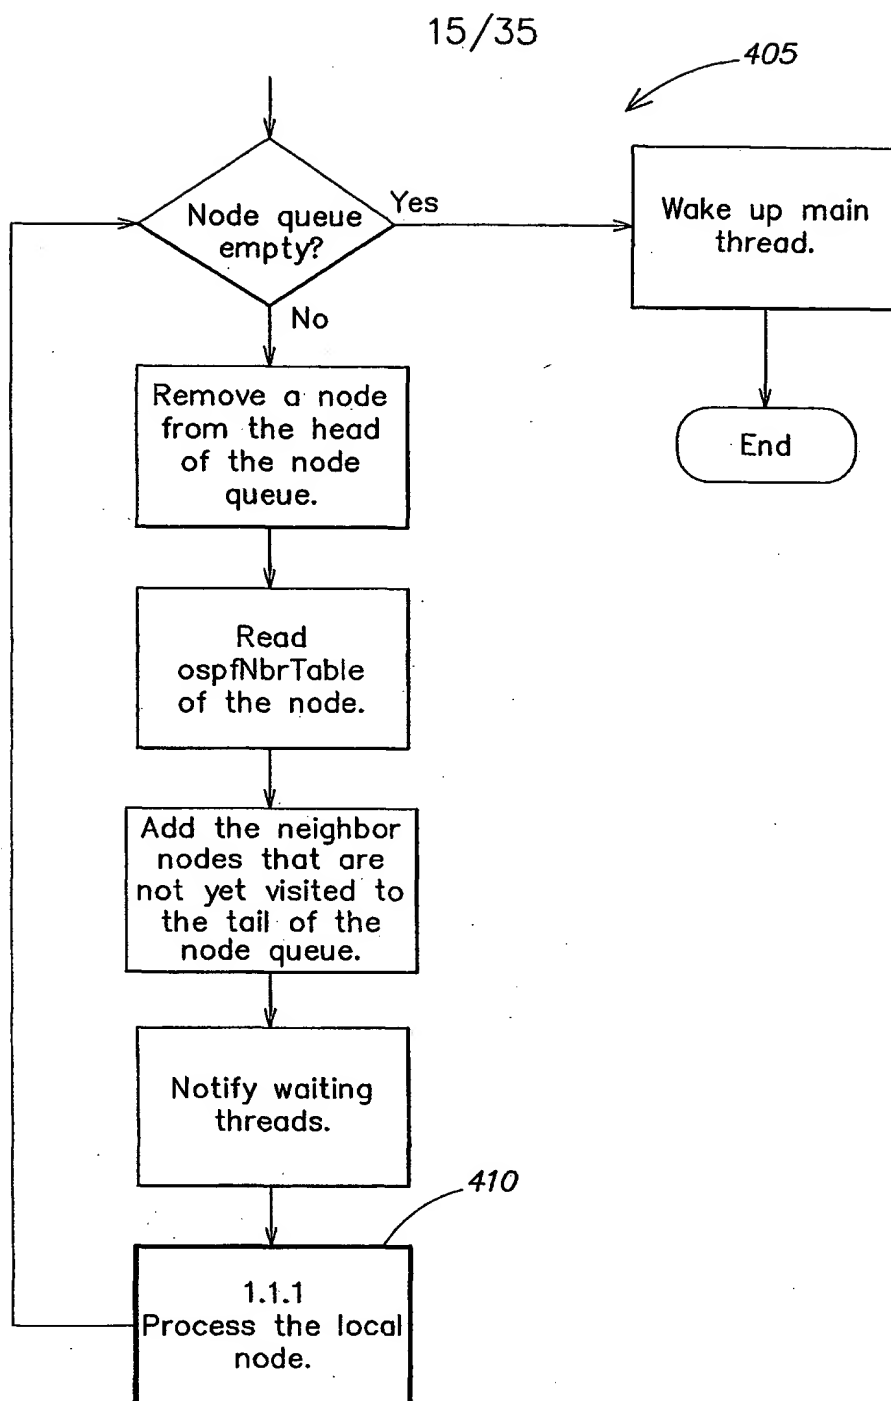 15/35
405
Node queue
empty?
Yes
Wake up main
thread.
No
End
Remove a node
from the head
of the node
queue.
Read
ospfNbrTable
of the node.
Add the neighbor
nodes that are
not yet visited to
the tail of the
node queue.
Notify waiting
threads.
410
1.1.1
Process the local
node.